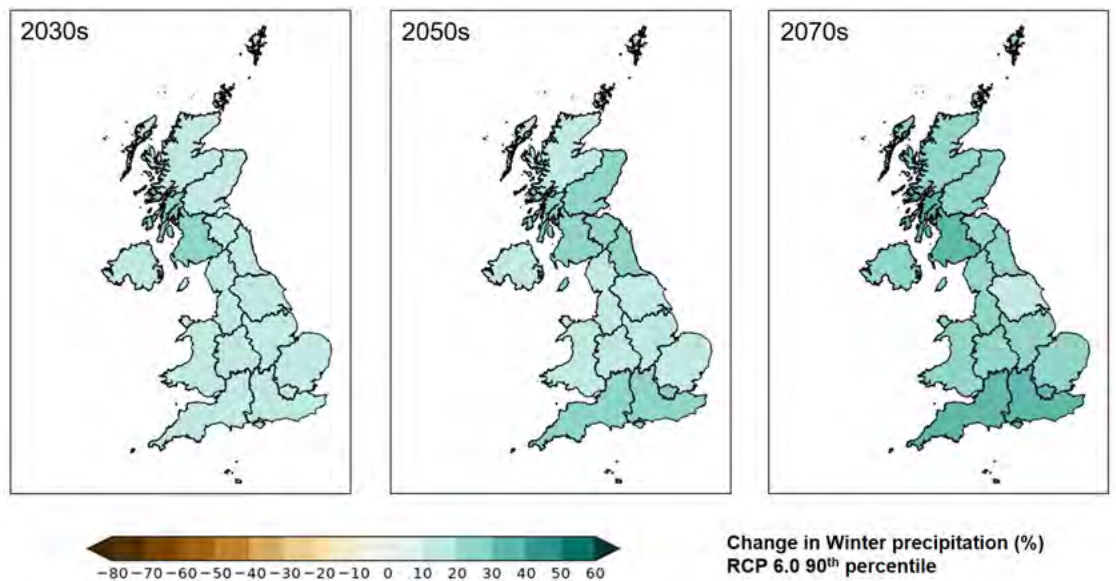 2030s
2050s
2070s
−80 −70 −60 −50 −40 −30 −20 −10 0 10 20 30 40 50 60
Change in Winter precipitation (%)
RCP 6.0 90th percentile